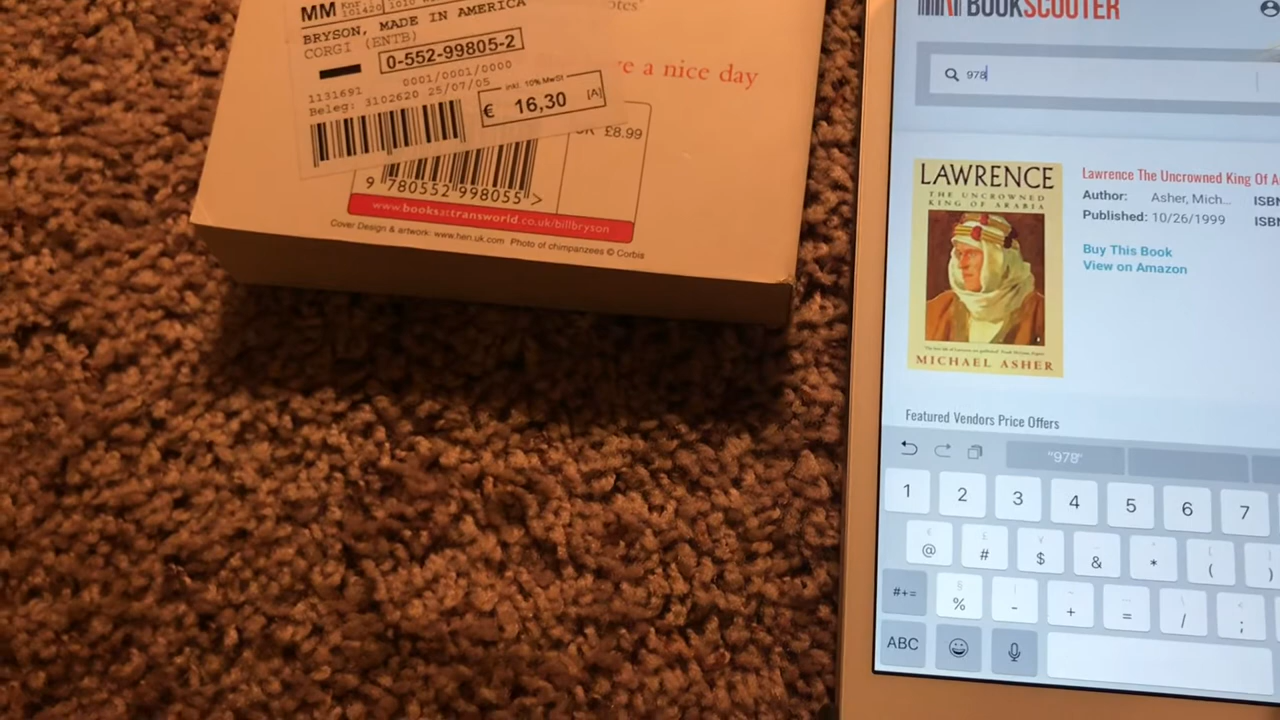 MM
BRYSON, MADE IN AMERICA
CORGI (ENTB)
0-552-99805-2
0001/0001/0000
1131691
Beleg: 3102620 25/07/05
inkl. 10% MwSt
€ 16,30 [A]
e a nice day
£8.99
9 780552 998055 >
www.booksattransworld.co.uk/billbryson
Cover Design & artwork: www.hen.uk.com Photo of chimpanzees © Corbis
BOOKSCOUTER
978
LAWRENCE
THE UNCROWNED
KING OF ARABIA
MICHAEL ASHER
Lawrence The Uncrowned King Of A
Author: Asher, Mich... ISBN
Published: 10/26/1999 ISBN
Buy This Book
View on Amazon
Featured Vendors Price Offers
"978"
1 2 3 4 5 6 7
@ # $ & * ( )
#+= % - + = / ;
ABC